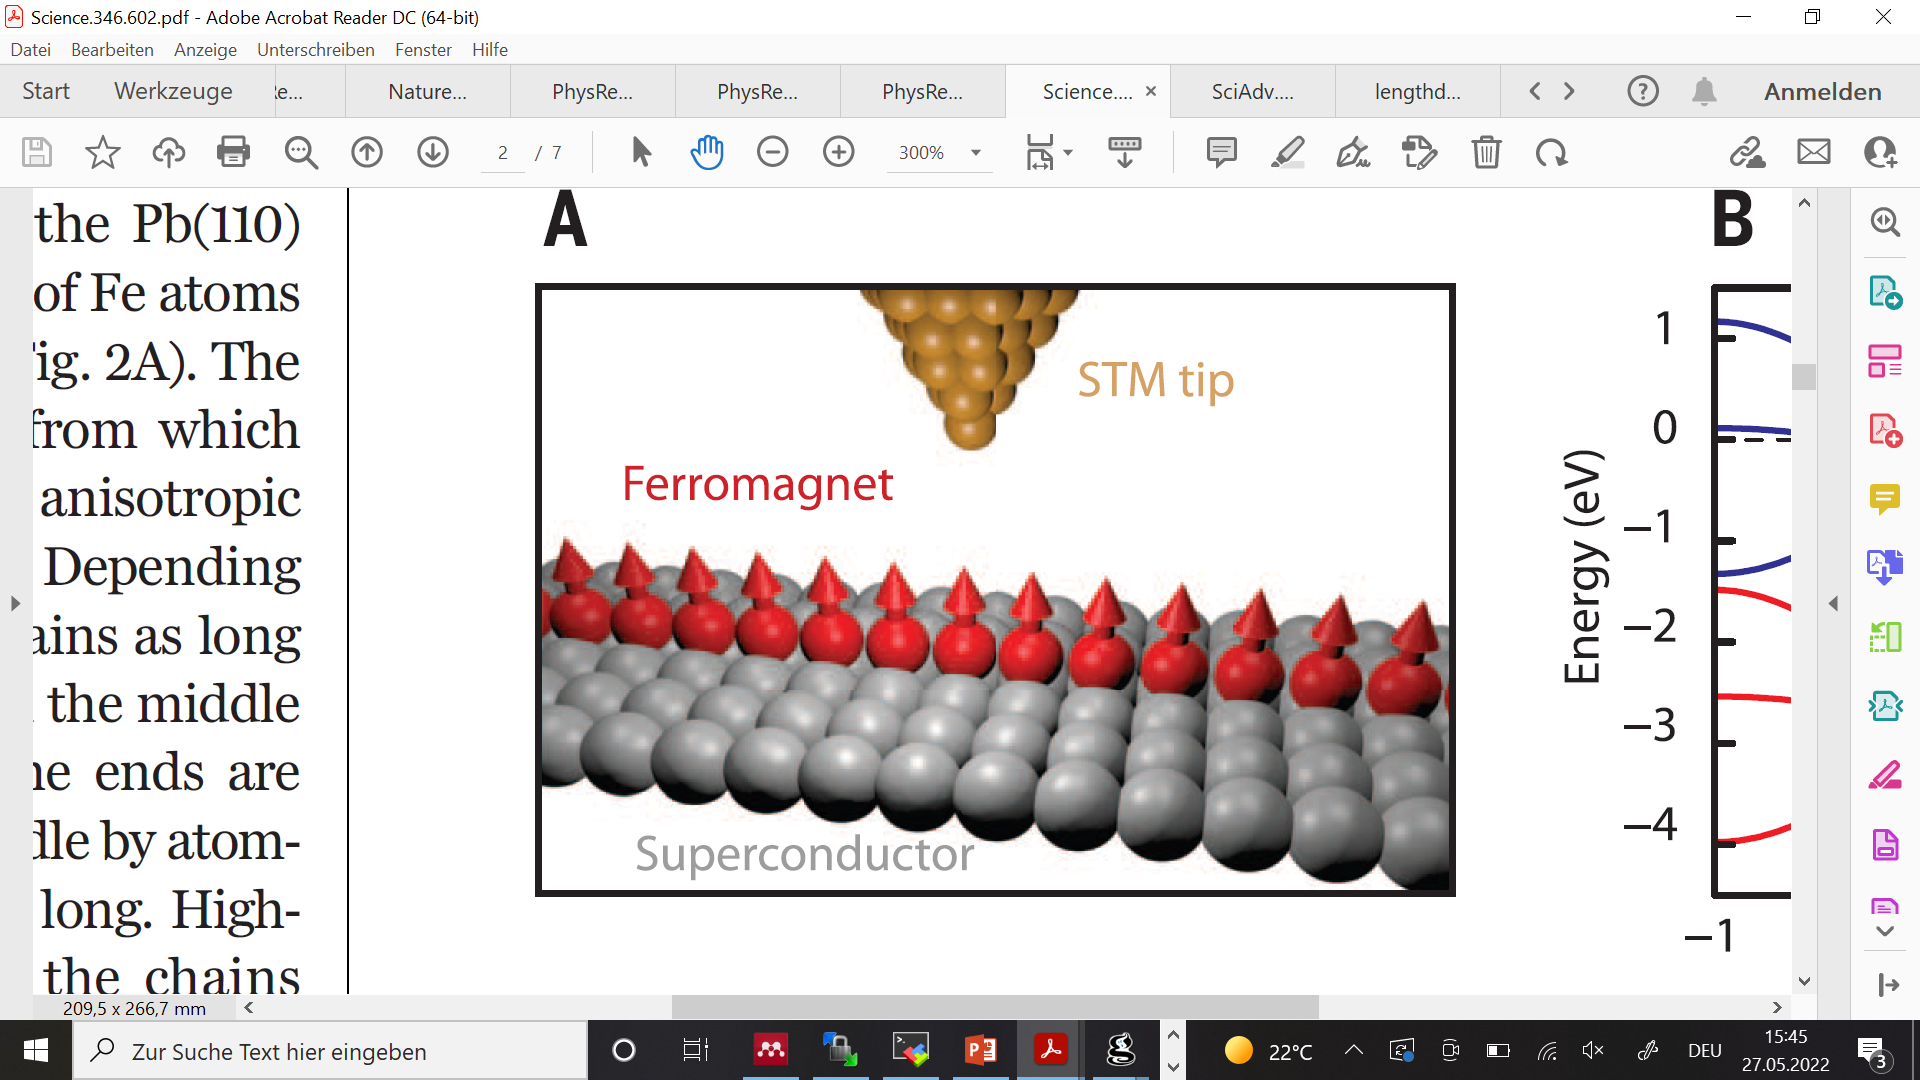 Science.346.602.pdf - Adobe Acrobat Reader DC (64-bit)
Datei Bearbeiten Anzeige Unterschreiben Fenster Hilfe
Start Werkzeuge Nature... PhysRe... PhysRe... PhysRe... Science.... SciAdv.... lengthd... Anmelden
2 / 7 300%
the Pb(110)
of Fe atoms
ig. 2A). The
from which
anisotropic
Depending
ains as long
the middle
ends are
dle by atom-
long. High-
the chains
A
STM tip
Ferromagnet
Superconductor
B
Energy (eV)
1
0
−1
−2
−3
−4
−1
209,5 x 266,7 mm
Zur Suche Text hier eingeben
22°C
DEU
15:45
27.05.2022
3